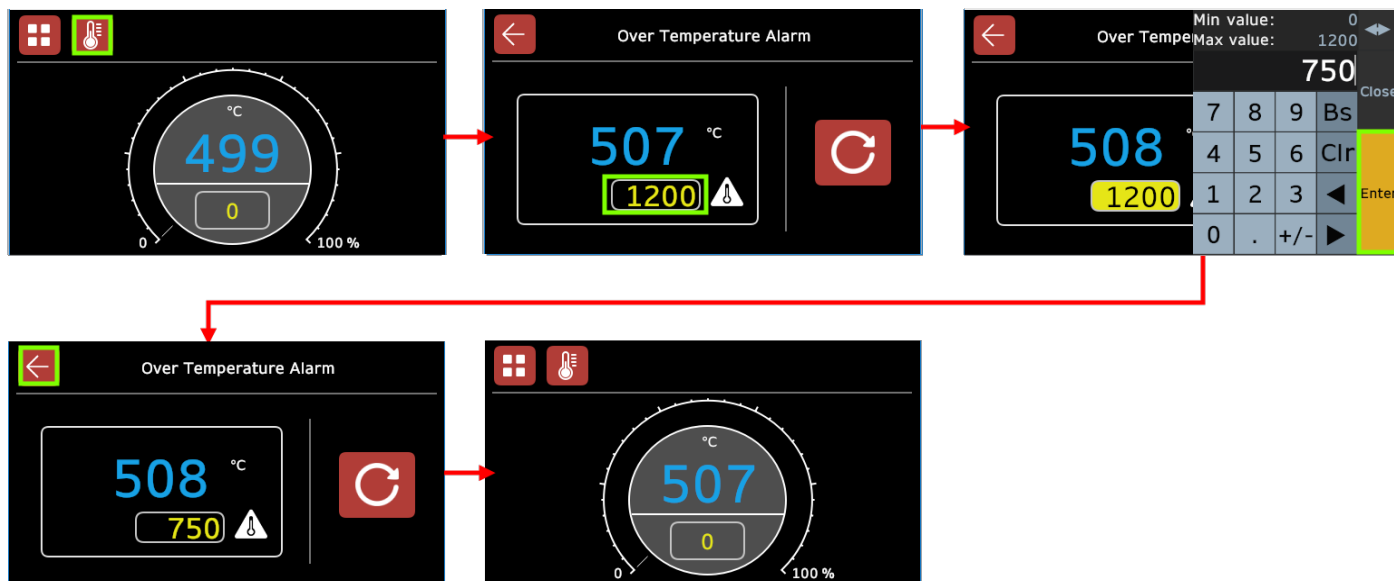 °C
499
0
0 100 %
Over Temperature Alarm
507 °C
1200
Over Tempe
508
1200
Min value: 0
Max value: 1200
750
Close
7 8 9 Bs
4 5 6 Clr
1 2 3
Enter
0 . +/-
Over Temperature Alarm
508 °C
750
°C
507
0
0 100 %